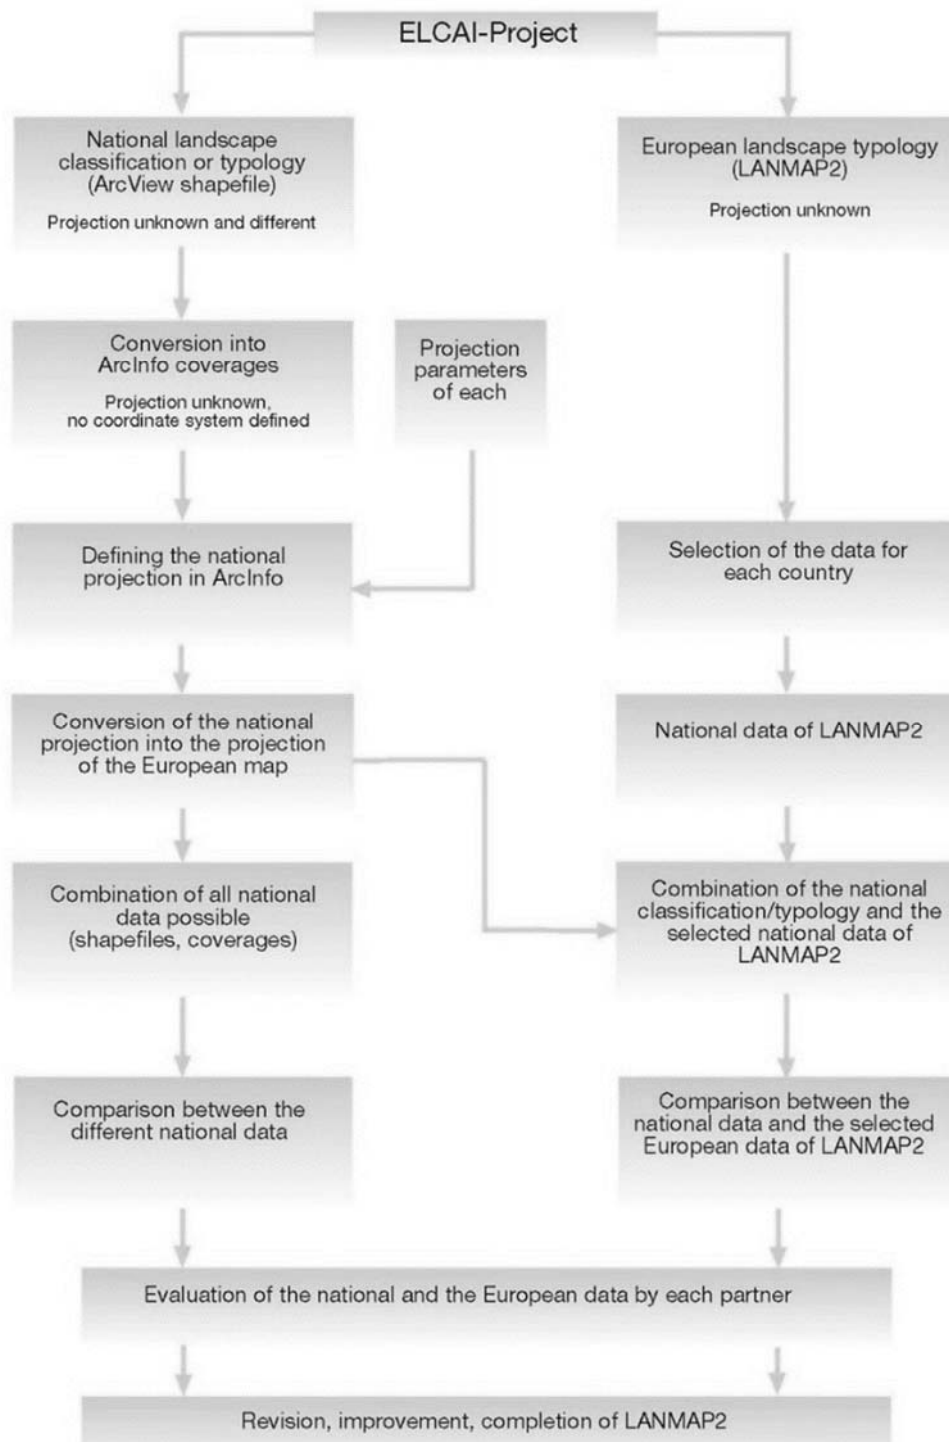 ELCAI-Project
National landscape
classification or typology
(ArcView shapefile)
Projection unknown and different
European landscape typology
(LANMAP2)
Projection unknown
Conversion into
ArcInfo coverages
Projection unknown,
no coordinate system defined
Projection
parameters
of each
Defining the national
projection in ArcInfo
Selection of the data for
each country
Conversion of the national
projection into the projection
of the European map
National data of LANMAP2
Combination of all national
data possible
(shapefiles, coverages)
Combination of the national
classification/typology and the
selected national data of
LANMAP2
Comparison between the
different national data
Comparison between the
national data and the selected
European data of LANMAP2
Evaluation of the national and the European data by each partner
Revision, improvement, completion of LANMAP2